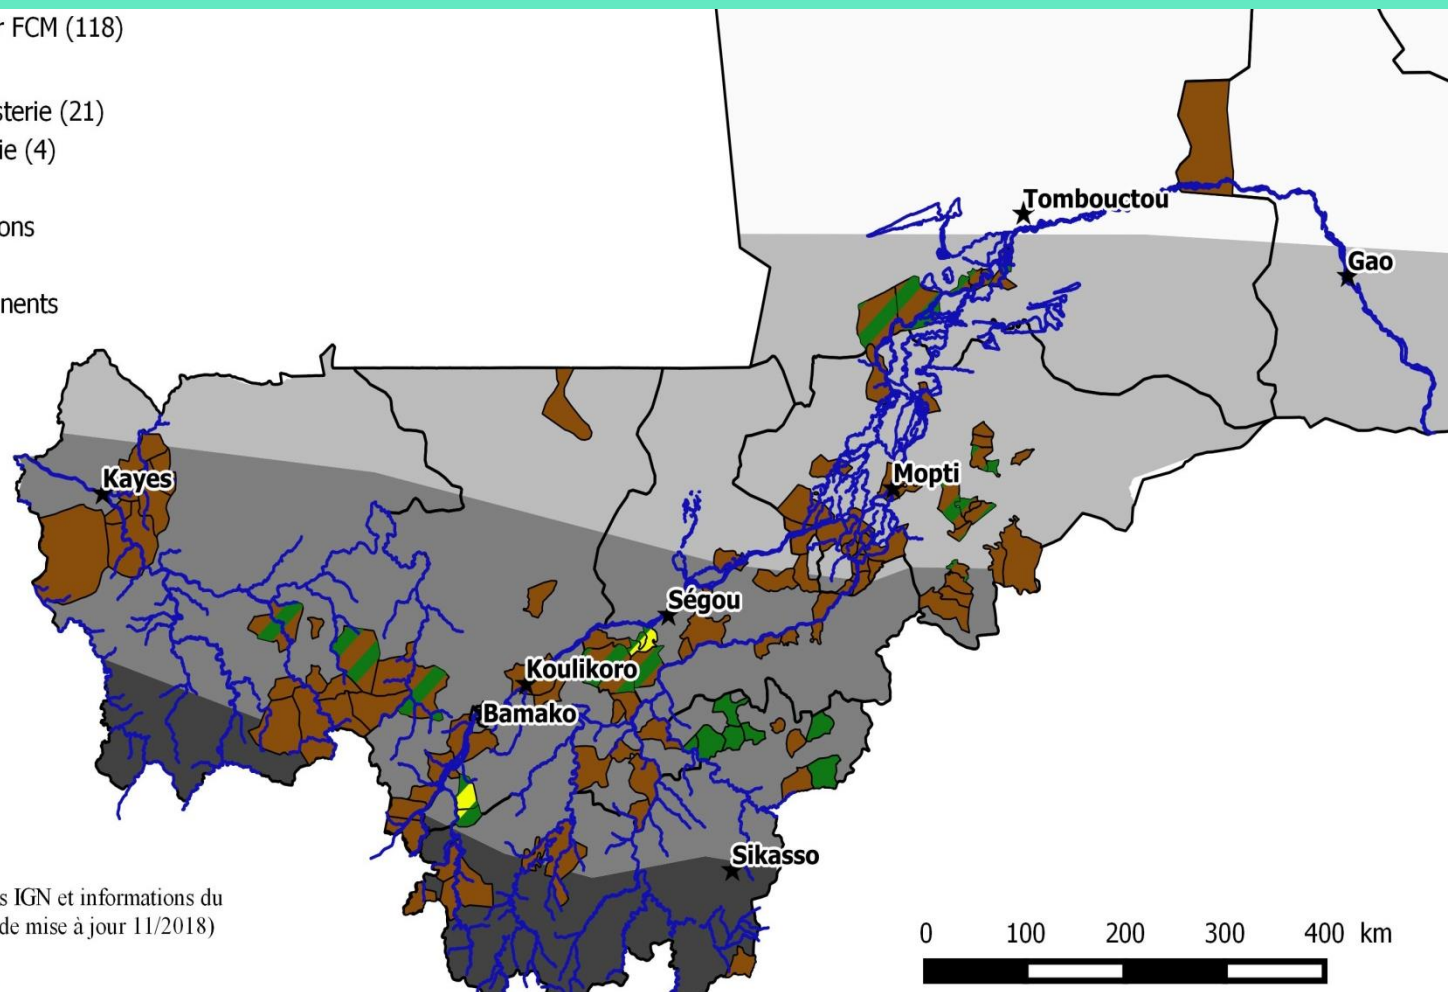 r FCM (118)
sterie (21)
ie (4)
ons
nents
Tombouctou
Gao
Kayes
Mopti
Ségou
Koulikoro
Bamako
Sikasso
s IGN et informations du
de mise à jour 11/2018)
0 100 200 300 400 km